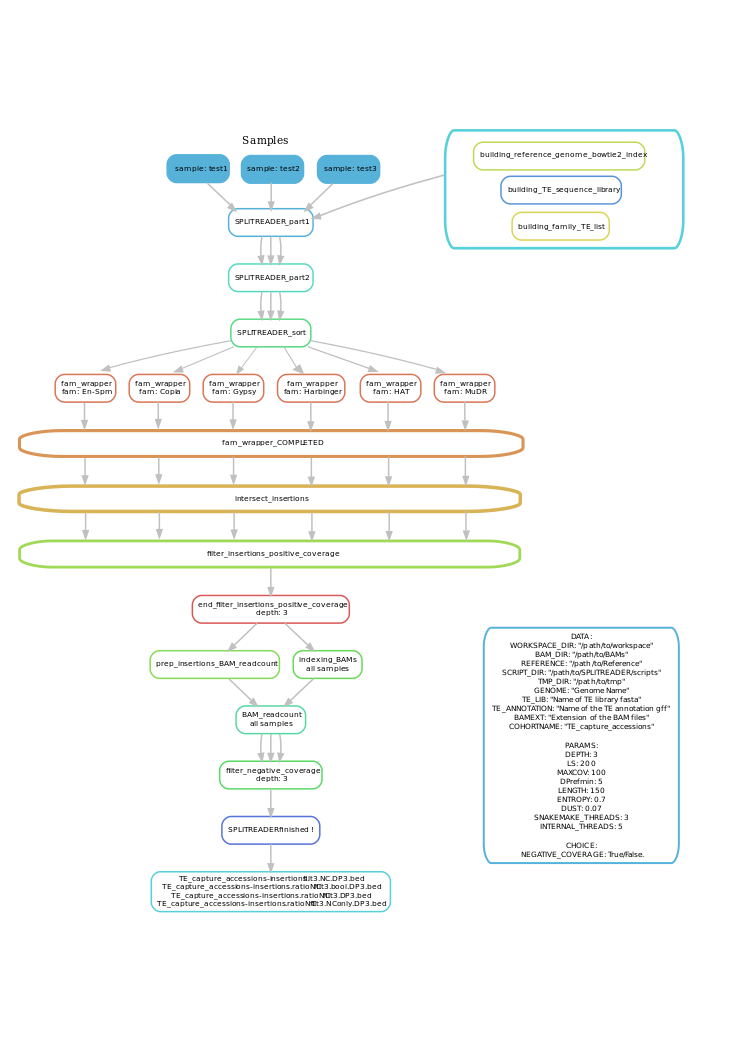 Samples
sample: test1
sample: test2
sample: test3
building_reference_genome_bowtie2_index
building_TE_sequence_library
building_family_TE_list
SPLITREADER_part1
SPLITREADER_part2
SPLITREADER_sort
fam_wrapper
fam: En-Spm
fam_wrapper
fam: Copia
fam_wrapper
fam: Gypsy
fam_wrapper
fam: Harbinger
fam_wrapper
fam: HAT
fam_wrapper
fam: MuDR
fam_wrapper_COMPLETED
intersect_insertions
filter_insertions_positive_coverage
end_filter_insertions_positive_coverage
depth: 3
prep_insertions_BAM_readcount
indexing_BAMs
all samples
BAM_readcount
all samples
filter_negative_coverage
depth: 3
SPLITREADERfinished !
TE_capture_accessions-insertions.filt3.NC.DP3.bed
TE_capture_accessions-insertions.ratioNCfilt3.bool.DP3.bed
TE_capture_accessions-insertions.ratioNCfilt3.DP3.bed
TE_capture_accessions-insertions.ratioNCfilt3.NConly.DP3.bed
DATA:
WORKSPACE_DIR: "/path/to/workspace"
BAM_DIR: "/path/to/BAMs"
REFERENCE: "/path/to/Reference"
SCRIPT_DIR: "/path/to/SPLITREADER/scripts"
TMP_DIR: "/path/to/tmp"
GENOME: "Genome Name"
TE_LIB: "Name of TE library fasta"
TE_ANNOTATION: "Name of the TE annotation gff"
BAMEXT: "Extension of the BAM files"
COHORTNAME: "TE_capture_accessions"
PARAMS:
DEPTH: 3
LS: 200
MAXCOV: 100
DPrefmin: 5
LENGTH: 150
ENTROPY: 0.7
DUST: 0.07
SNAKEMAKE_THREADS: 3
INTERNAL_THREADS: 5
CHOICE:
NEGATIVE_COVERAGE: True/False.